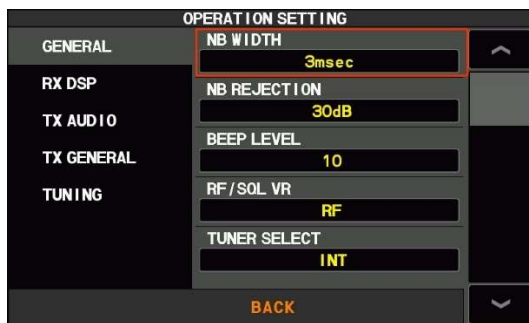 OPERATION SETTING
GENERAL
RX DSP
TX AUDIO
TX GENERAL
TUNING
NB WIDTH
3msec
NB REJECTION
30dB
BEEP LEVEL
10
RF/SQL VR
RF
TUNER SELECT
INT
BACK